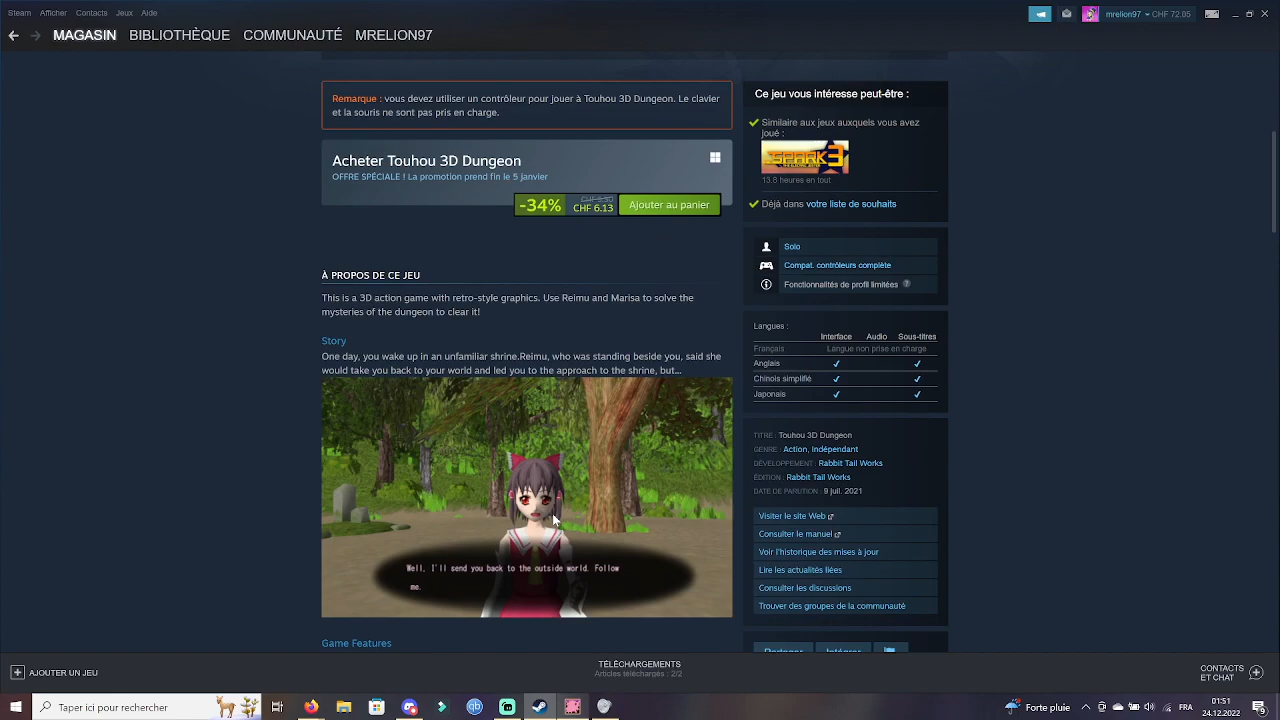 Steam Afficher Contacts Jeux Aide
mrelion97 CHF 72.05
MAGASIN BIBLIOTHÈQUE COMMUNAUTÉ MRELION97
Remarque : vous devez utiliser un contrôleur pour jouer à Touhou 3D Dungeon. Le clavier
et la souris ne sont pas pris en charge.
Acheter Touhou 3D Dungeon
OFFRE SPÉCIALE ! La promotion prend fin le 5 janvier
-34%
CHF 6.13
Ajouter au panier
À PROPOS DE CE JEU
This is a 3D action game with retro-style graphics. Use Reimu and Marisa to solve the
mysteries of the dungeon to clear it!
Story
One day, you wake up in an unfamiliar shrine.Reimu, who was standing beside you, said she
would take you back to your world and led you to the approach to the shrine, but...
Well, I'll send you back to the outside world. Follow
me.
Game Features
Ce jeu vous intéresse peut-être :
Similaire aux jeux auxquels vous avez
joué :
SPARK 3
13.8 heures en tout
Déjà dans votre liste de souhaits
Solo
Compat. contrôleurs complète
Fonctionnalités de profil limitées ?
Langues :
Interface Audio Sous-titres
Français Langue non prise en charge
Anglais ✓ ✓
Chinois simplifié ✓ ✓
Japonais ✓ ✓
TITRE : Touhou 3D Dungeon
GENRE : Action, Indépendant
DÉVELOPPEMENT : Rabbit Tail Works
ÉDITION : Rabbit Tail Works
DATE DE PARUTION : 9 juil. 2021
Visiter le site Web
Consulter le manuel
Voir l'historique des mises à jour
Lire les actualités liées
Consulter les discussions
Trouver des groupes de la communauté
Partager Intégrer
AJOUTER UN JEU
TÉLÉCHARGEMENTS
Articles téléchargés : 2/2
CONTACTS
ET CHAT
Taper ici pour rechercher
Pluie forte
FRA
01:31
24.12.2022